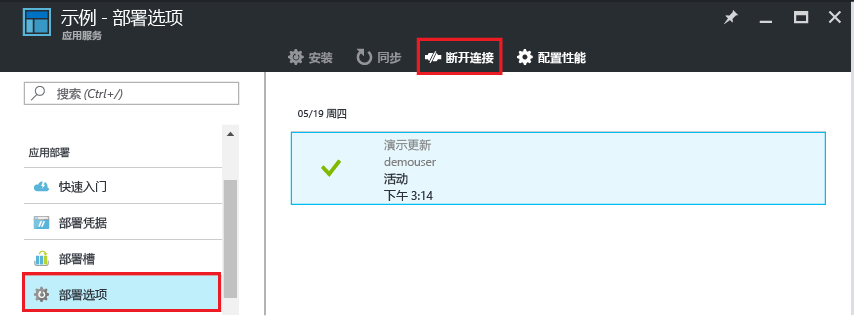 示例 - 部署选项
应用服务
安装
同步
断开连接
配置性能
搜索 (Ctrl+/)
应用部署
快速入门
部署凭据
部署槽
部署选项
05/19 周四
演示更新
demouser
活动
下午 3:14